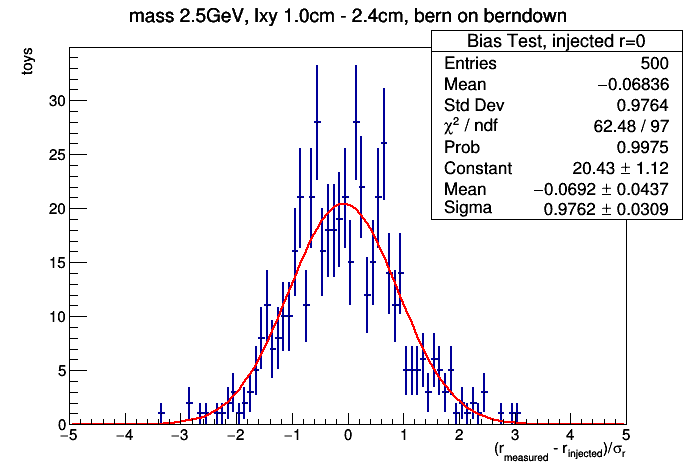 mass 2.5GeV, lxy 1.0cm - 2.4cm, bern on berndown
toys
Bias Test, injected r=0
Entries 500
Mean −0.06836
Std Dev 0.9764
χ² / ndf 62.48 / 97
Prob 0.9975
Constant 20.43 ± 1.12
Mean −0.0692 ± 0.0437
Sigma 0.9762 ± 0.0309
30
25
20
15
10
5
0
−5 −4 −3 −2 −1 0 1 2 3 4 5
(r_measured - r_injected)/σ_r